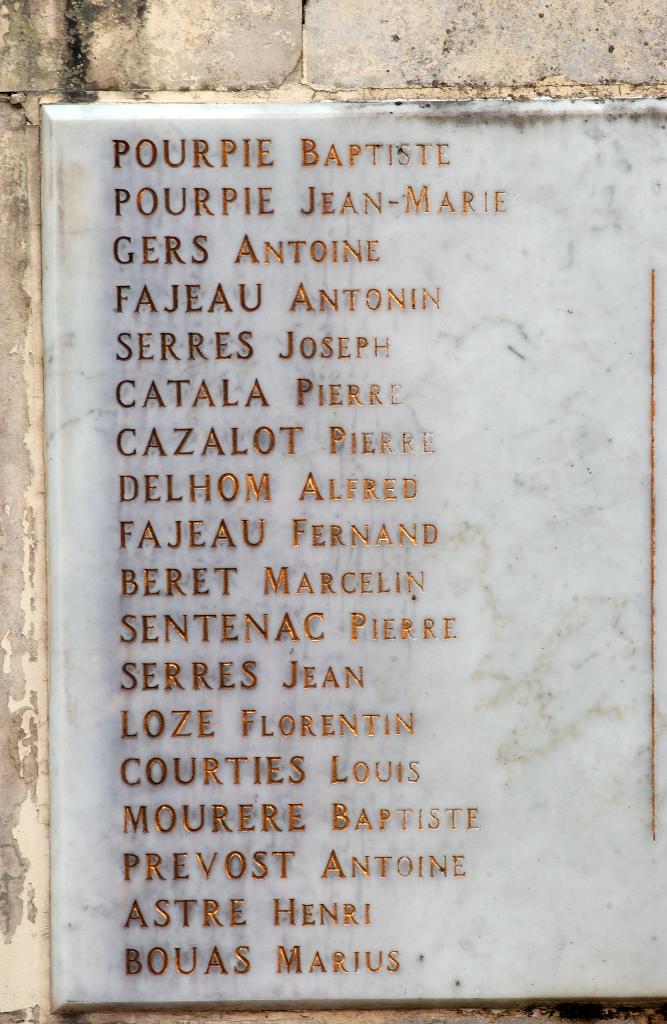 POURPIE BAPTISTE
POURPIE JEAN-MARIE
GERS ANTOINE
FAJEAU ANTONIN
SERRES JOSEPH
CATALA PIERRE
CAZALOT PIERRE
DELHOM ALFRED
FAJEAU FERNAND
BERET MARCELIN
SENTENAC PIERRE
SERRES JEAN
LOZE FLORENTIN
COURTIES LOUIS
MOURERE BAPTISTE
PREVOST ANTOINE
ASTRE HENRI
BOUAS MARIUS